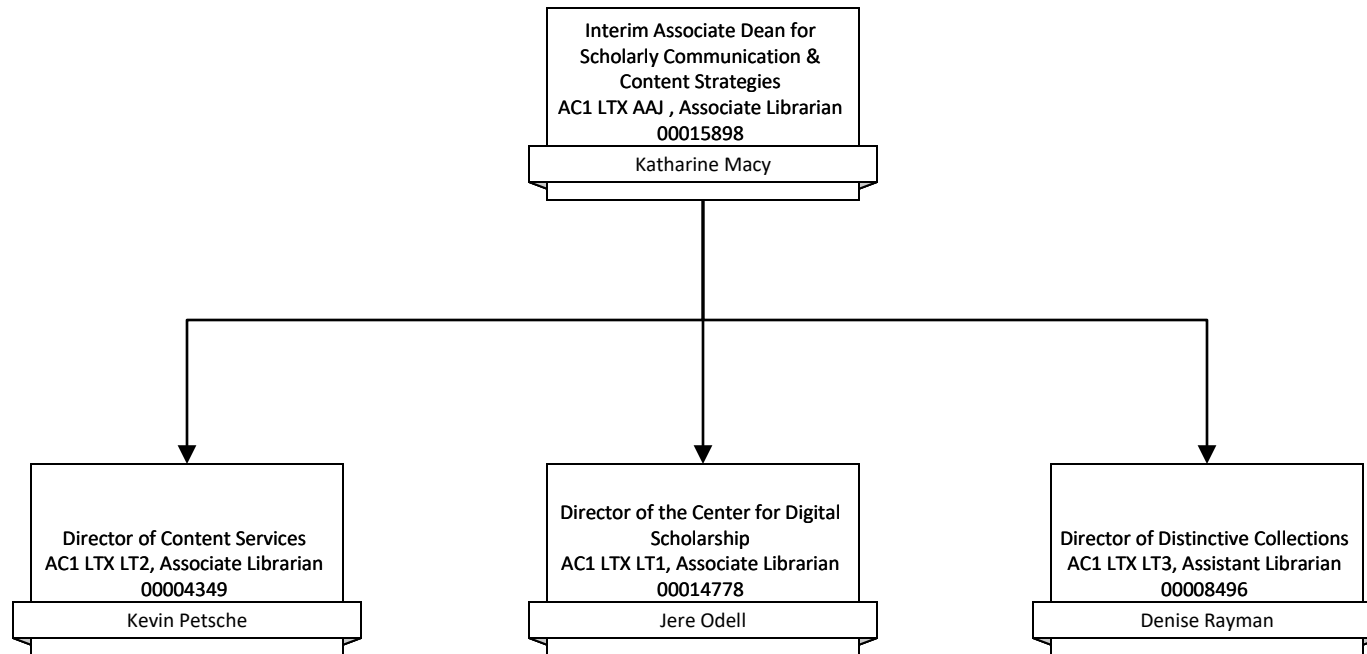 Interim Associate Dean for
Scholarly Communication &
Content Strategies
AC1 LTX AAJ , Associate Librarian
00015898
Katharine Macy
Director of Content Services
AC1 LTX LT2, Associate Librarian
00004349
Kevin Petsche
Director of the Center for Digital
Scholarship
AC1 LTX LT1, Associate Librarian
00014778
Jere Odell
Director of Distinctive Collections
AC1 LTX LT3, Assistant Librarian
00008496
Denise Rayman